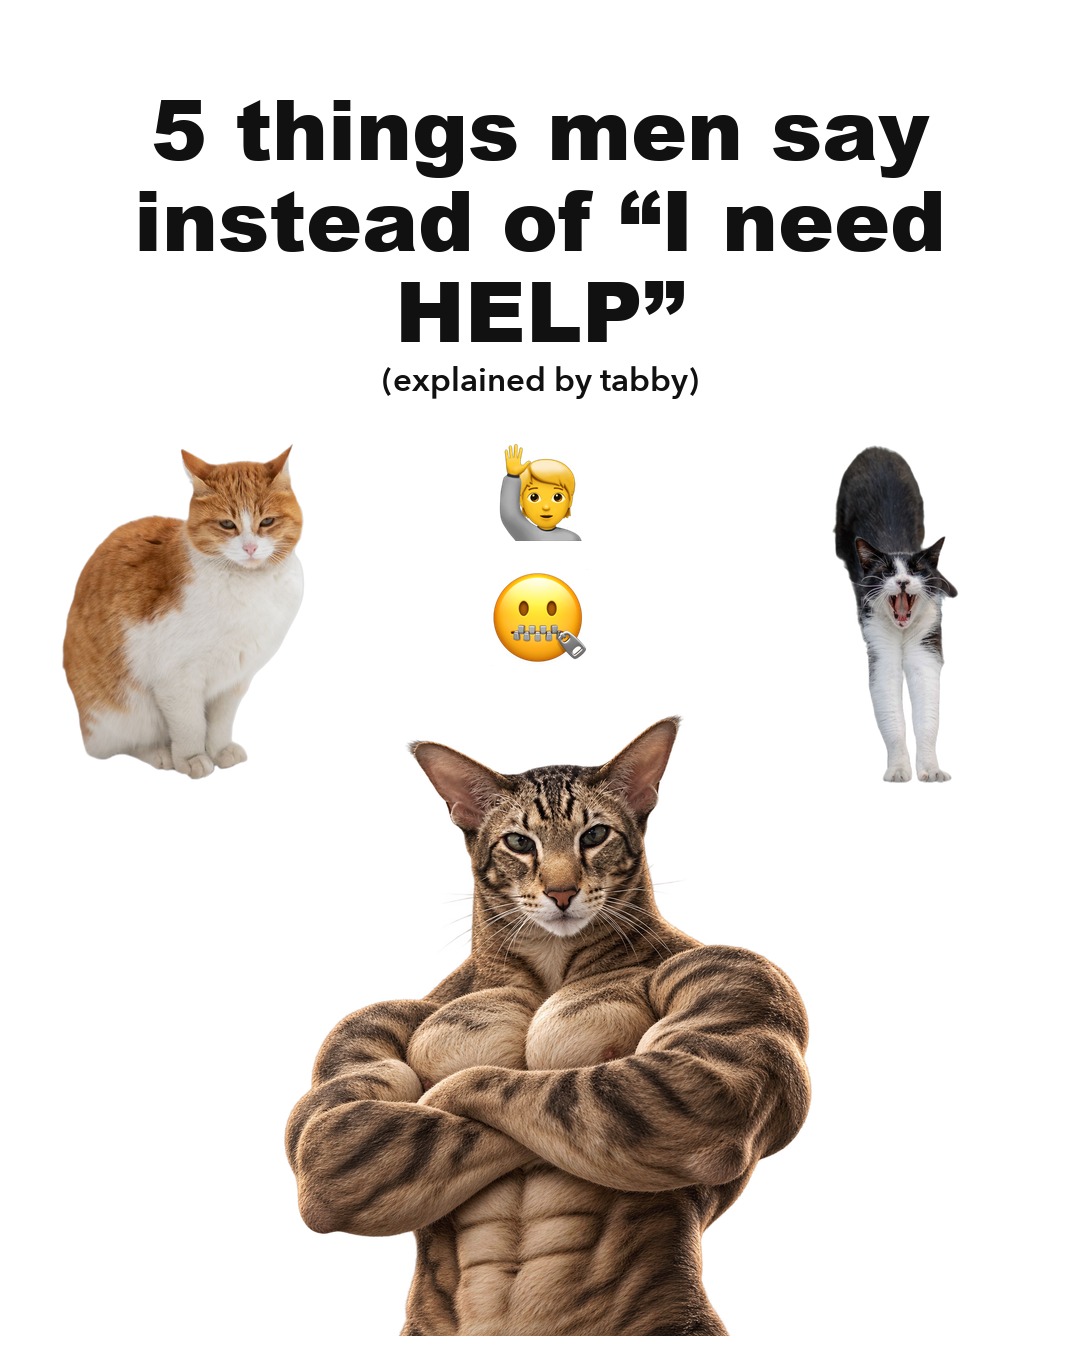 5 things men say
instead of “I need
HELP”
(explained by tabby)